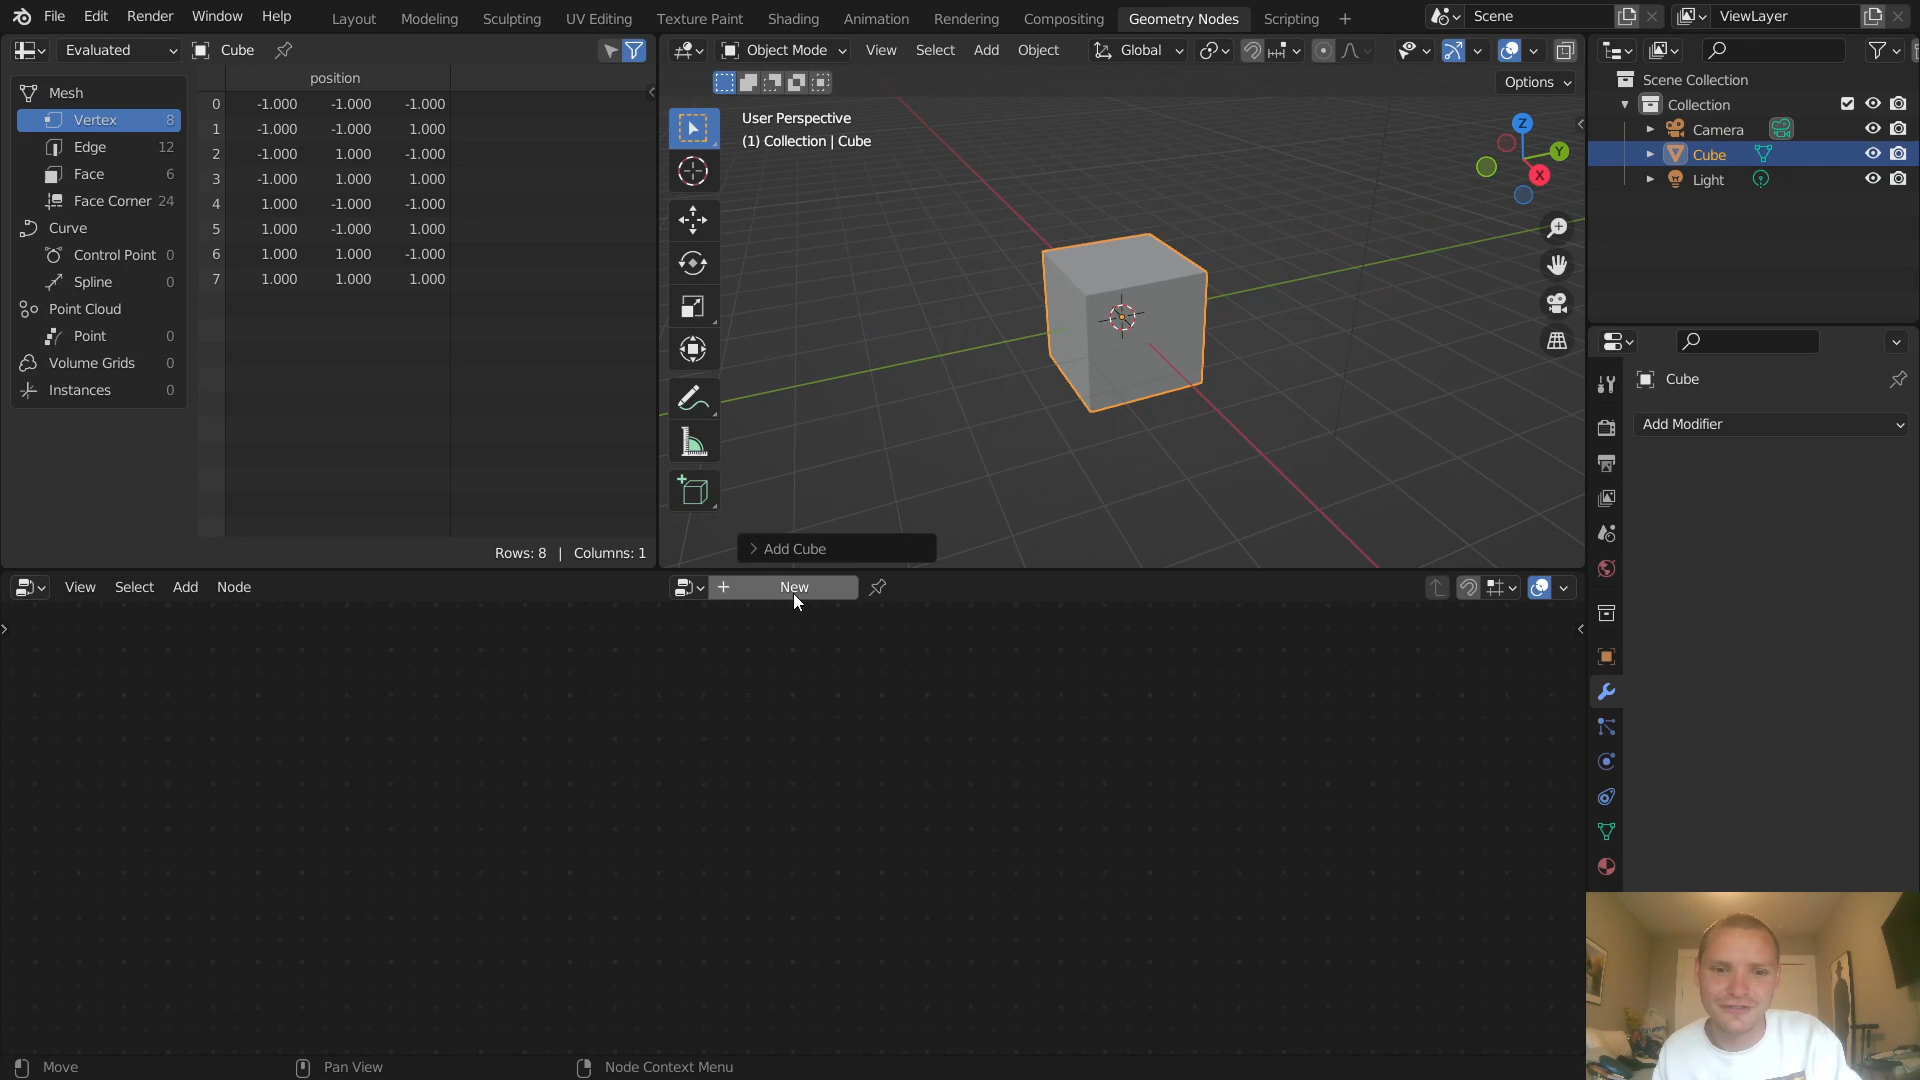 File Edit Render Window Help
Layout Modeling Sculpting UV Editing Texture Paint Shading Animation Rendering Compositing Geometry Nodes Scripting
Scene
ViewLayer
Evaluated Cube
Object Mode View Select Add Object Global
Options
position
Mesh
Vertex 8
Edge 12
Face 6
Face Corner 24
Curve
Control Point 0
Spline 0
Point Cloud
Point 0
Volume Grids 0
Instances 0
0 -1.000 -1.000 -1.000
1 -1.000 -1.000 1.000
2 -1.000 1.000 -1.000
3 -1.000 1.000 1.000
4 1.000 -1.000 -1.000
5 1.000 -1.000 1.000
6 1.000 1.000 -1.000
7 1.000 1.000 1.000
Rows: 8 | Columns: 1
User Perspective
(1) Collection | Cube
Z
Y
X
Add Cube
Scene Collection
Collection
Camera
Cube
Light
Cube
Add Modifier
View Select Add Node
New
Move
Pan View
Node Context Menu